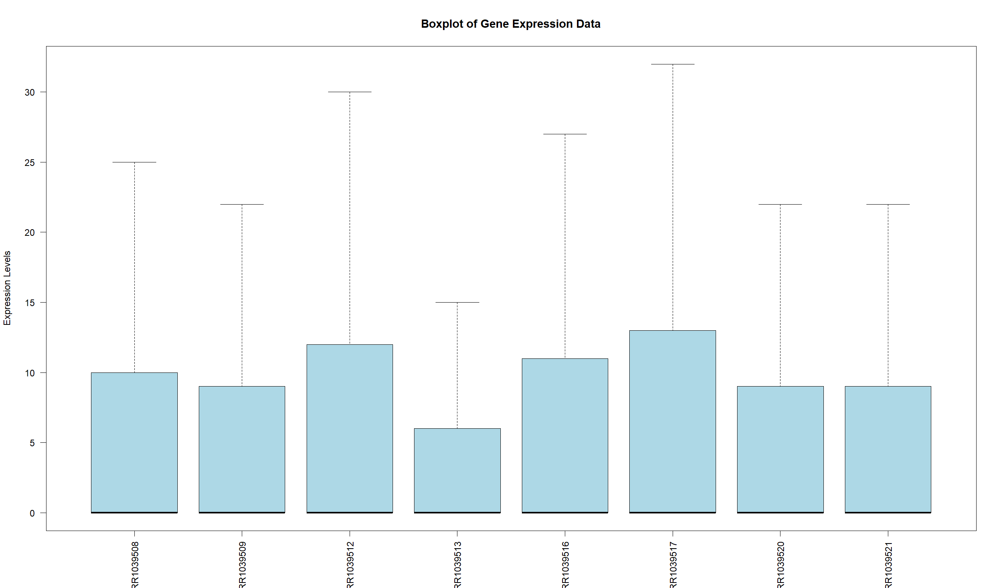 Boxplot of Gene Expression Data
Expression Levels
30
25
20
15
10
5
0
RR1039508
RR1039509
RR1039512
RR1039513
RR1039516
RR1039517
RR1039520
RR1039521